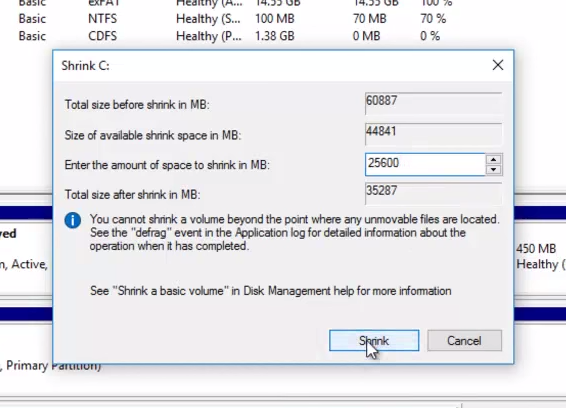 Basic exFAT Healthy (A... 14.55 GB 14.55 GB 100 %
Basic NTFS Healthy (S... 100 MB 70 MB 70 %
Basic CDFS Healthy (P... 1.38 GB 0 MB 0 %
Shrink C:
Total size before shrink in MB: 60887
Size of available shrink space in MB: 44841
Enter the amount of space to shrink in MB: 25600
Total size after shrink in MB: 35287
You cannot shrink a volume beyond the point where any unmovable files are located.
See the "defrag" event in the Application log for detailed information about the
operation when it has completed.
See "Shrink a basic volume" in Disk Management help for more information
Shrink Cancel
ved
n, Active,
450 MB
Healthy (
, Primary Partition)